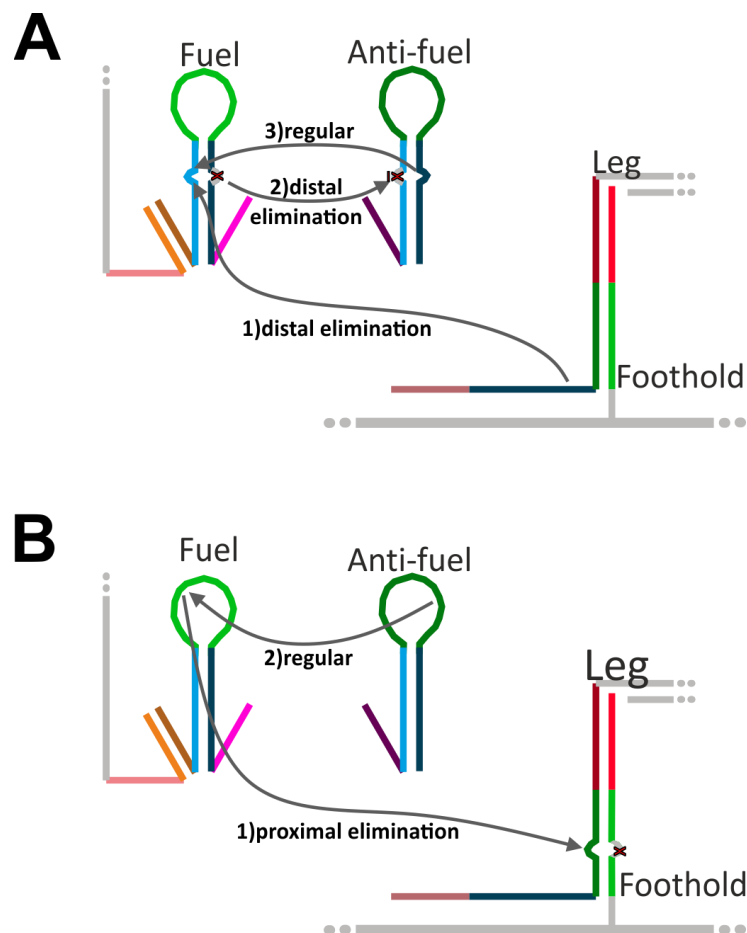 A
Fuel
Anti-fuel
3)regular
2)distal
elimination
Leg
1)distal elimination
Foothold
B
Fuel
Anti-fuel
2)regular
Leg
1)proximal elimination
Foothold